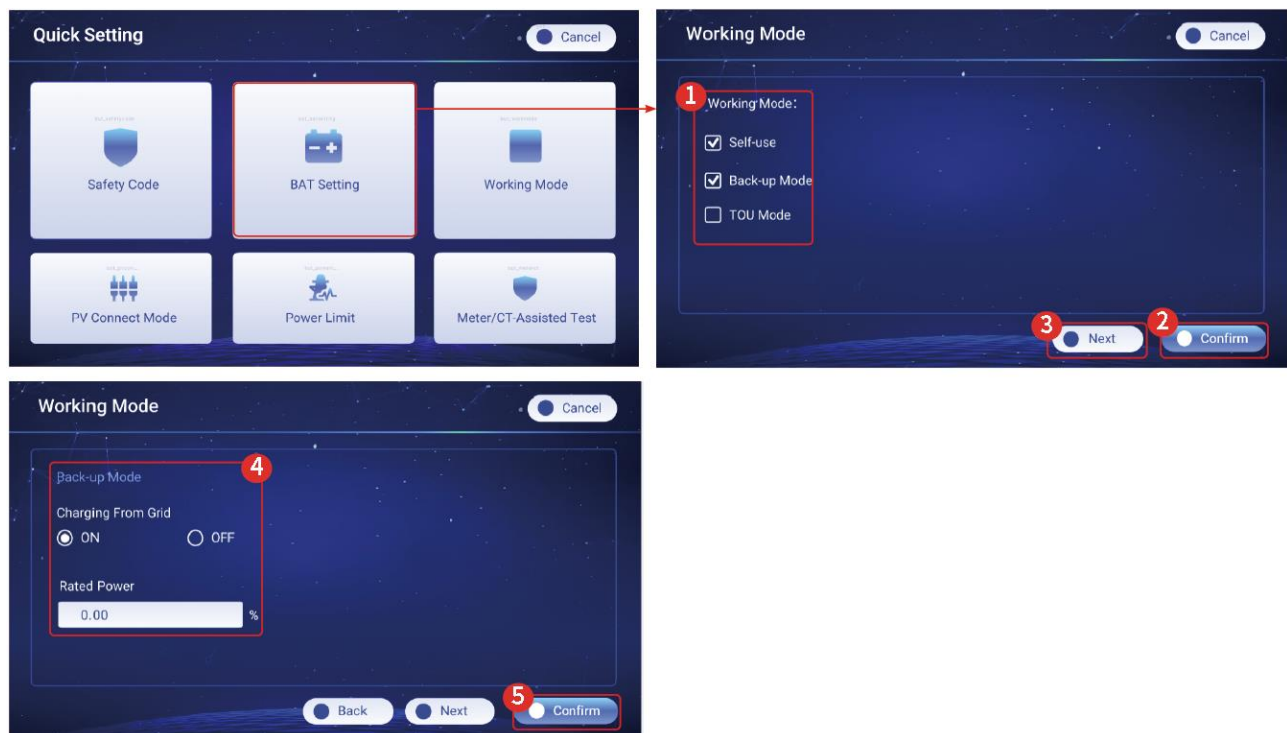 Quick Setting
Cancel
Safety Code
BAT Setting
Working Mode
PV Connect Mode
Power Limit
Meter/CT-Assisted Test
Working Mode
Cancel
1
Working Mode:
Self-use
Back-up Mode
TOU Mode
3
Next
2
Confirm
Working Mode
Cancel
4
Back-up Mode
Charging From Grid
ON OFF
Rated Power
0.00 %
Back
Next
5
Confirm